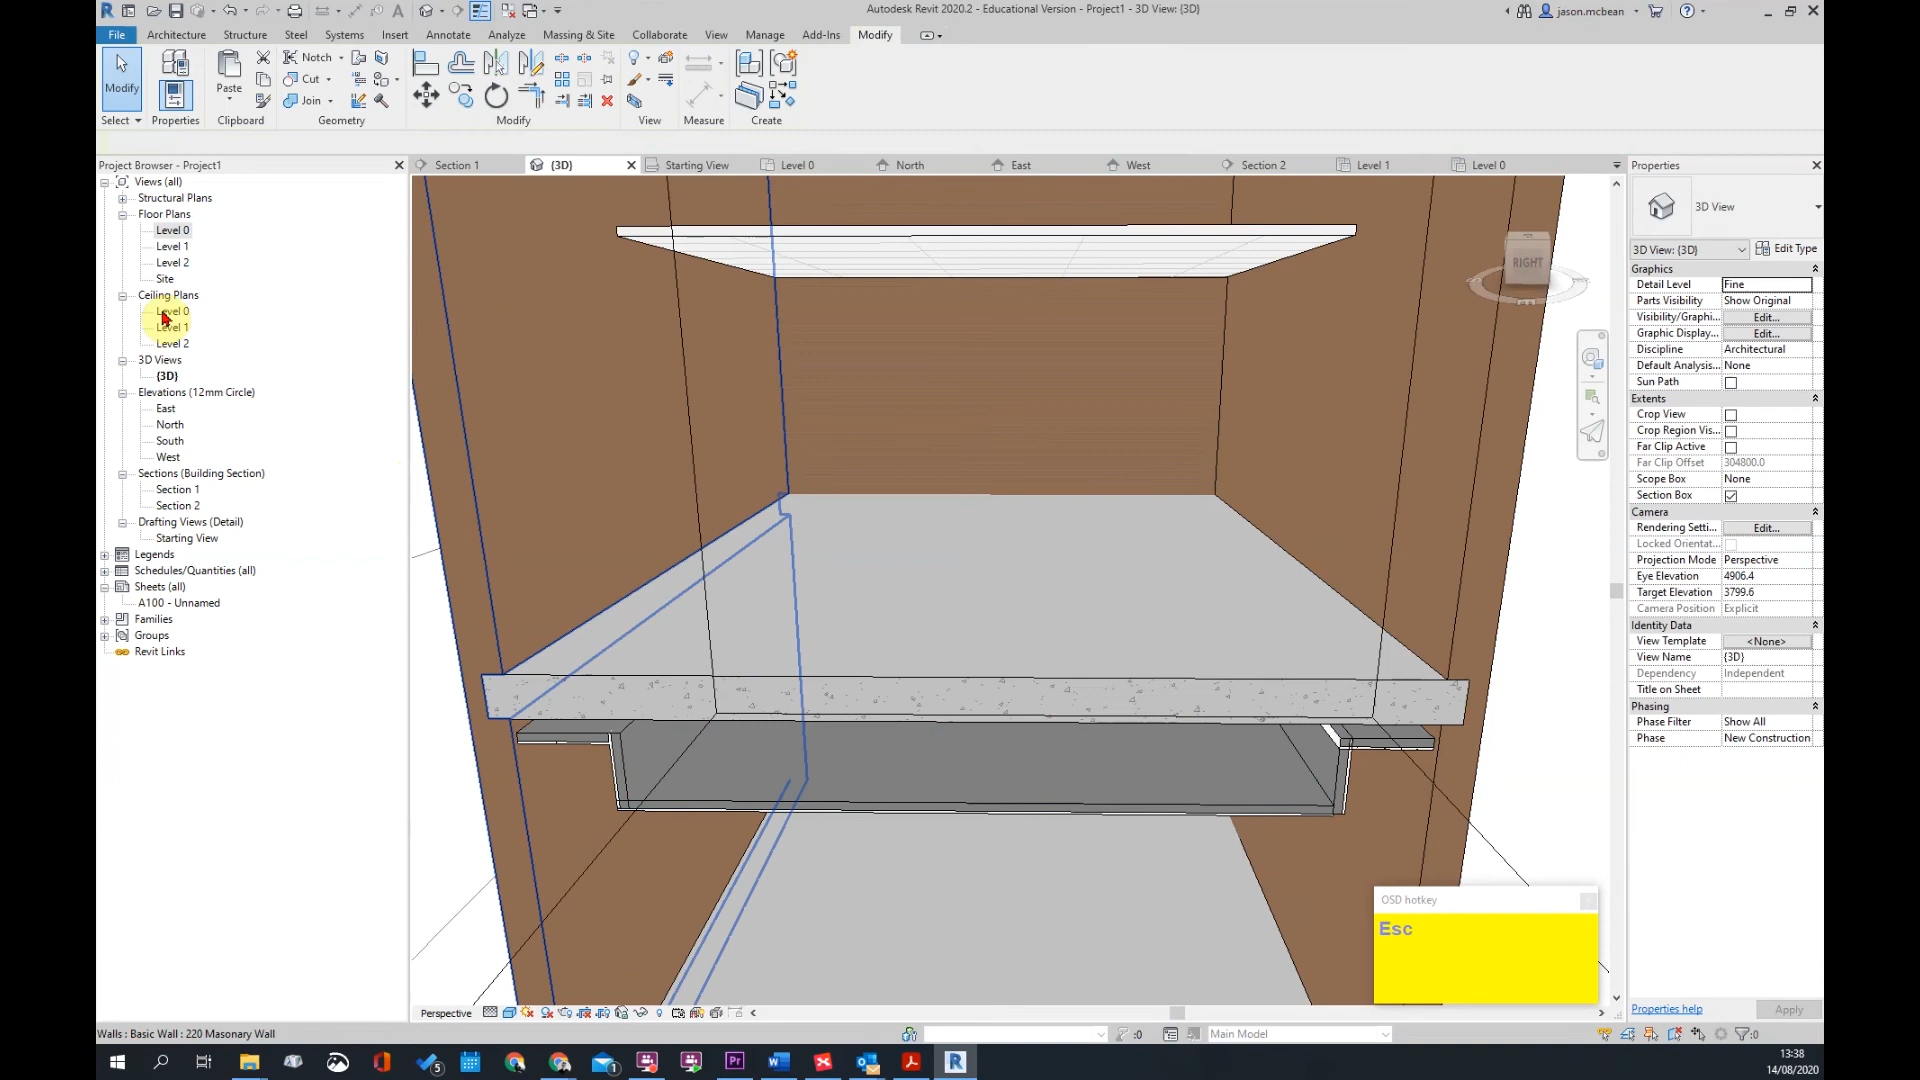 Autodesk Revit 2020.2 - Educational Version - Project1 - 3D View: {3D}
jason.mcbean
File Architecture Structure Steel Systems Insert Annotate Analyze Massing & Site Collaborate View Manage Add-Ins Modify
Modify Paste Notch Cut Join
Select Properties Clipboard Geometry Modify View Measure Create
Project Browser - Project1
Section 1 {3D} Starting View Level 0 North East West Section 2 Level 1 Level 0
Views (all)
Structural Plans
Floor Plans
Level 0
Level 1
Level 2
Site
Ceiling Plans
Level 0
Level 1
Level 2
3D Views
{3D}
Elevations (12mm Circle)
East
North
South
West
Sections (Building Section)
Section 1
Section 2
Drafting Views (Detail)
Starting View
Legends
Schedules/Quantities (all)
Sheets (all)
A100 - Unnamed
Families
Groups
Revit Links
RIGHT
OSD hotkey
Esc
Properties
3D View
3D View: {3D} Edit Type
Graphics
Detail Level Fine
Parts Visibility Show Original
Visibility/Graphi... Edit...
Graphic Display... Edit...
Discipline Architectural
Default Analysis... None
Sun Path
Extents
Crop View
Crop Region Vis...
Far Clip Active
Far Clip Offset 304800.0
Scope Box None
Section Box
Camera
Rendering Setti... Edit...
Locked Orientat...
Projection Mode Perspective
Eye Elevation 4906.4
Target Elevation 3799.6
Camera Position Explicit
Identity Data
View Template <None>
View Name {3D}
Dependency Independent
Title on Sheet
Phasing
Phase Filter Show All
Phase New Construction
Properties help Apply
Perspective
Walls : Basic Wall : 220 Masonary Wall
:0 Main Model :0
5 1 Pr
13:38
14/08/2020